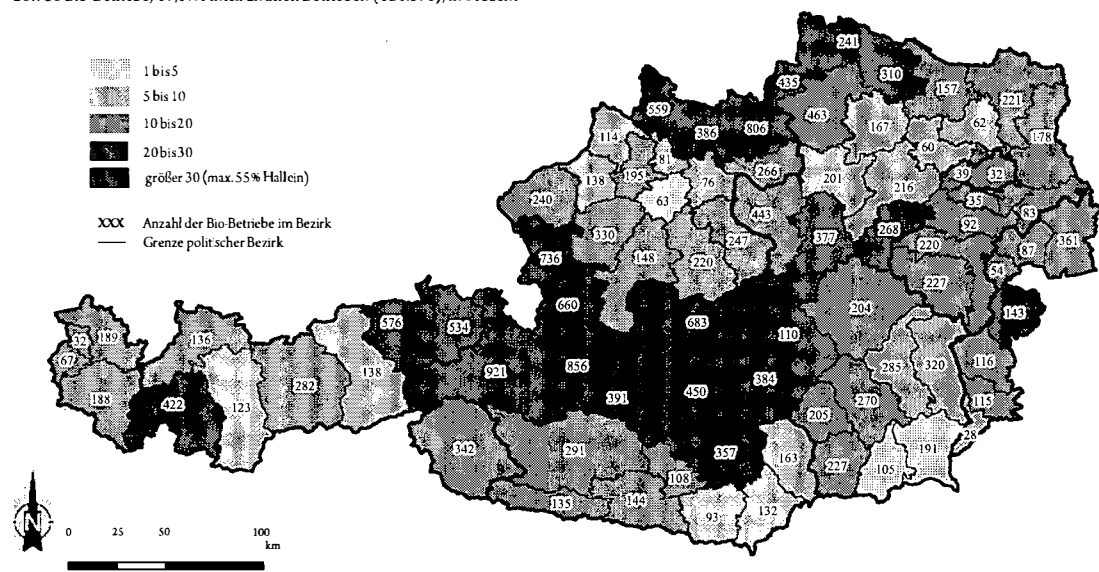 1 bis 5
5 bis 10
10 bis 20
20 bis 30
größer 30 (max. 55% Hallein)
XXX Anzahl der Bio-Betriebe im Bezirk
Grenze politischer Bezirk
241
435 310
157 221
559 386 806 463 167 62 178
114 81 60
138 195 76 266 201 216 39 32
240 63 443 35
330 377 268 92 83
736 148 220 247 220 87 361
227 54
660 683 204 143
576 534 110
32 189 136
67 921 856 384 285 320 116
188 422 123 282 138 391 450 270 115
205
342 291 357 163 28
108 227 105 191
135 144 93 132
N
0 25 50 100
km